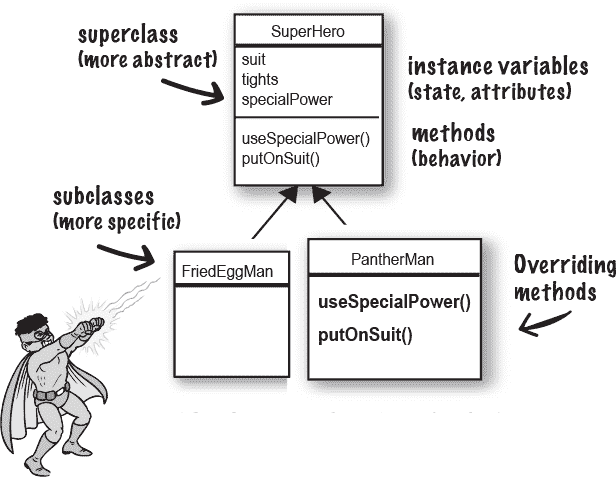 superclass
(more abstract)
SuperHero
suit
tights
specialPower
useSpecialPower()
putOnSuit()
instance variables
(state, attributes)
methods
(behavior)
subclasses
(more specific)
FriedEggMan
PantherMan
useSpecialPower()
putOnSuit()
Overriding
methods